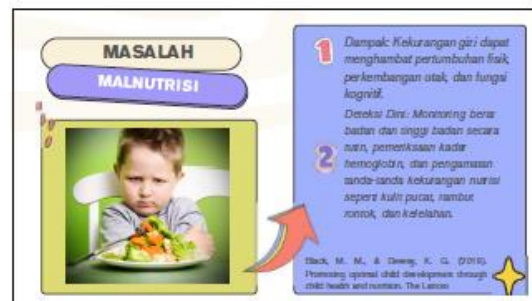 MASALAH
MALNUTRISI
1
Dampak: Kekurangan gizi dapat
menghambat pertumbuhan fisik,
perkembangan otak, dan fungsi
kognitif.
2
Deteksi Dini: Monitoring berat
badan dan tinggi badan secara
rutin, pemeriksaan kadar
hemoglobin, dan pengamatan
tanda-tanda kekurangan nutrisi
seperti kulit pucat, rambut
rontok, dan kelelahan.
Black, M. M., & Dewey, K. G.
Promoting optimal child development through
child health and nutrition. The Lancet